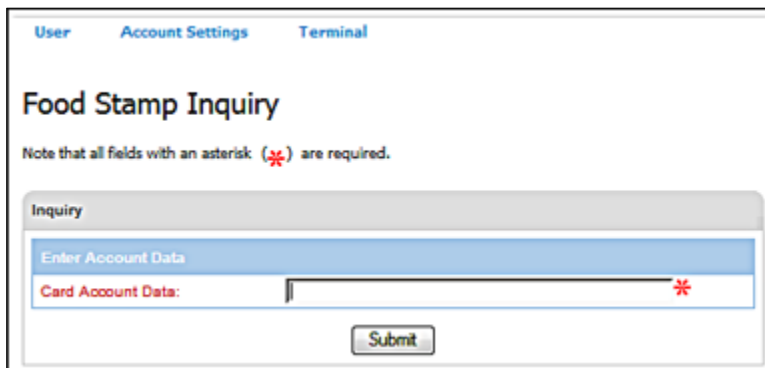 User Account Settings Terminal
Food Stamp Inquiry
Note that all fields with an asterisk (*) are required.
Inquiry
Enter Account Data
Card Account Data: *
Submit